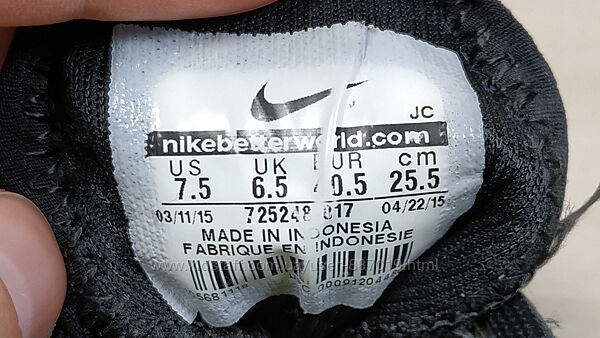 JC
nikebetterworld.com
US UK EUR cm
7.5 6.5 0.5 25.5
03/11/15 725248 017 04/22/15
MADE IN INDONESIA
FABRIQUE EN INDONESIE